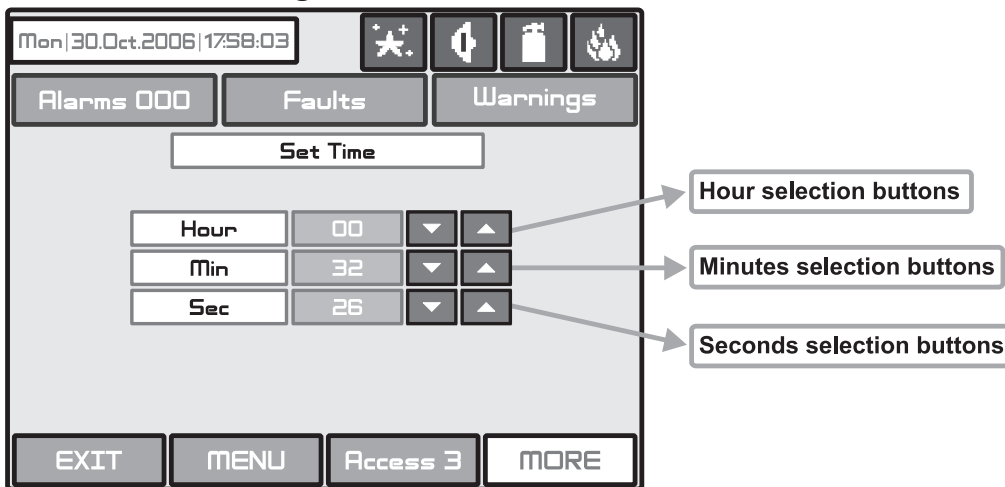 Mon|30.Oct.2006|17:58:03
Alarms 000 Faults Warnings
Set Time
Hour 00
Hour selection buttons
Min 32
Minutes selection buttons
Sec 26
Seconds selection buttons
EXIT MENU Access 3 MORE